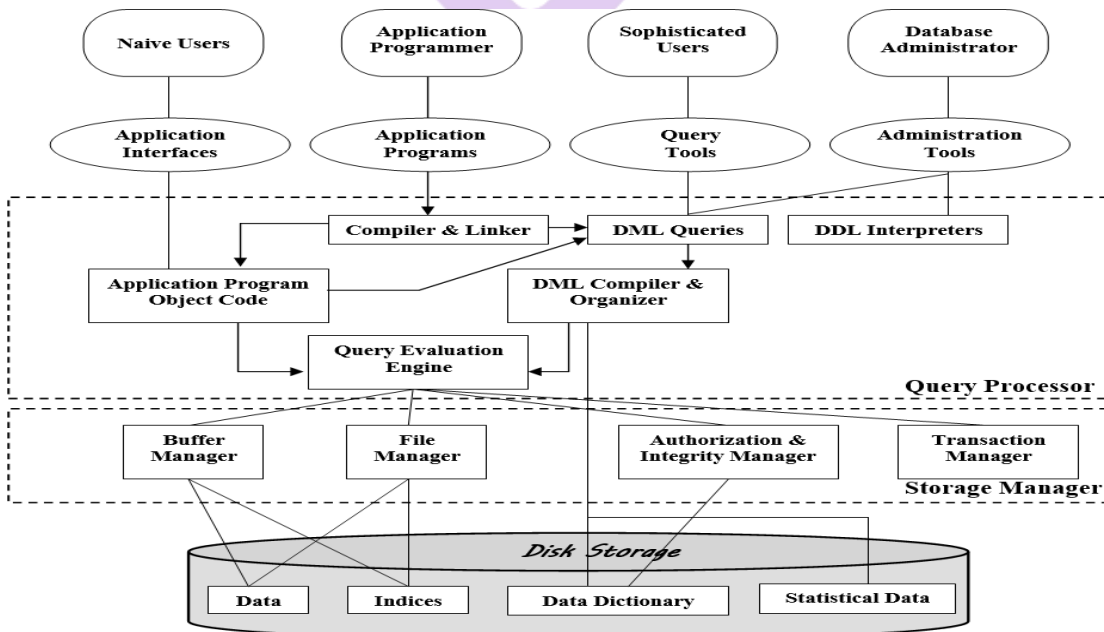 Naive Users
Application
Programmer
Sophisticated
Users
Database
Administrator
Application
Interfaces
Application
Programs
Query
Tools
Administration
Tools
Compiler & Linker
DML Queries
DDL Interpreters
Application Program
Object Code
DML Compiler &
Organizer
Query Evaluation
Engine
Query Processor
Buffer
Manager
File
Manager
Authorization &
Integrity Manager
Transaction
Manager
Storage Manager
Disk Storage
Data
Indices
Data Dictionary
Statistical Data